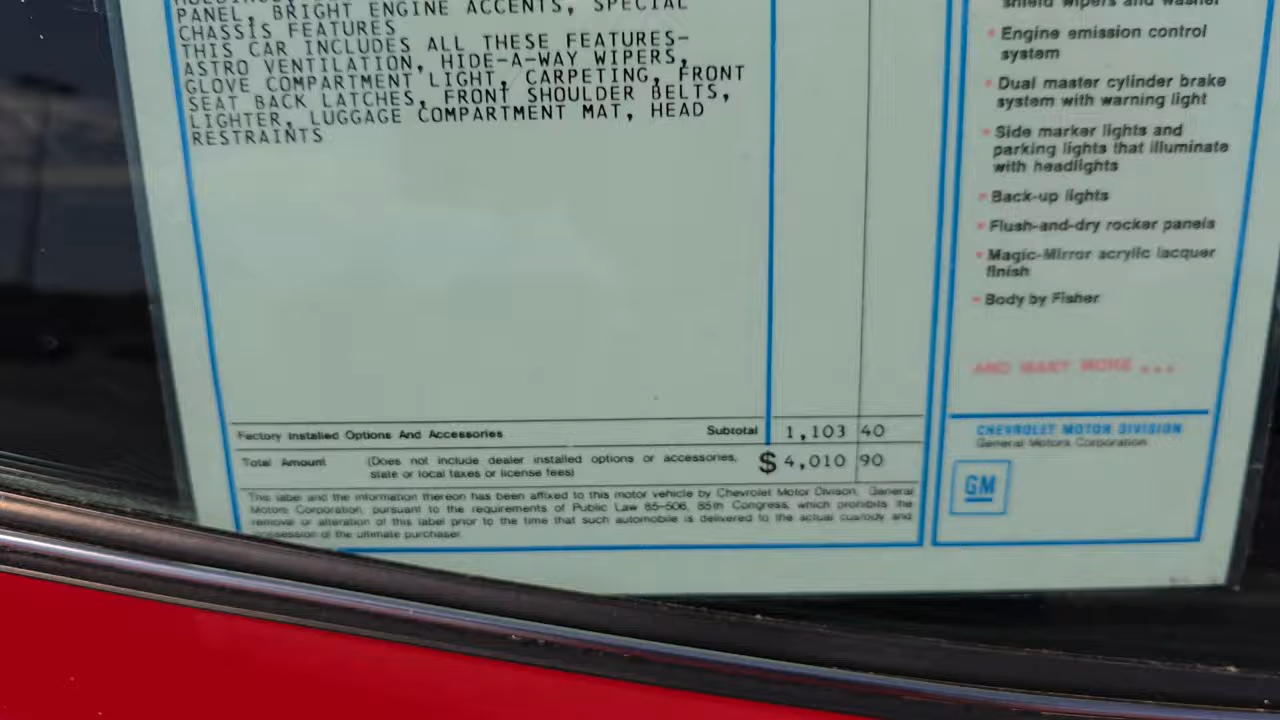 PANEL, BRIGHT ENGINE ACCENTS, SPECIAL
CHASSIS FEATURES
THIS CAR INCLUDES ALL THESE FEATURES-
ASTRO VENTILATION, HIDE-A-WAY WIPERS,
GLOVE COMPARTMENT LIGHT, CARPETING, FRONT
SEAT BACK LATCHES, FRONT SHOULDER BELTS,
LIGHTER, LUGGAGE COMPARTMENT MAT, HEAD
RESTRAINTS
Factory Installed Options And Accessories Subtotal 1,103 40
Total Amount (Does not include dealer installed options or accessories, $ 4,010 90
state or local taxes or license fees)
This label and the information thereon has been affixed to this motor vehicle by Chevrolet Motor Divison, General
Motors Corporation, pursuant to the requirements of Public Law 85-506, 85th Congress, which prohibits the
removal or alteration of this label prior to the time that such automobile is delivered to the actual custody and
possession of the ultimate purchaser.
shield wipers and washer
• Engine emission control
system
• Dual master cylinder brake
system with warning light
• Side marker lights and
parking lights that illuminate
with headlights
• Back-up lights
• Flush-and-dry rocker panels
• Magic-Mirror acrylic lacquer
finish
• Body by Fisher
AND MANY MORE ...
CHEVROLET MOTOR DIVISION
General Motors Corporation
GM